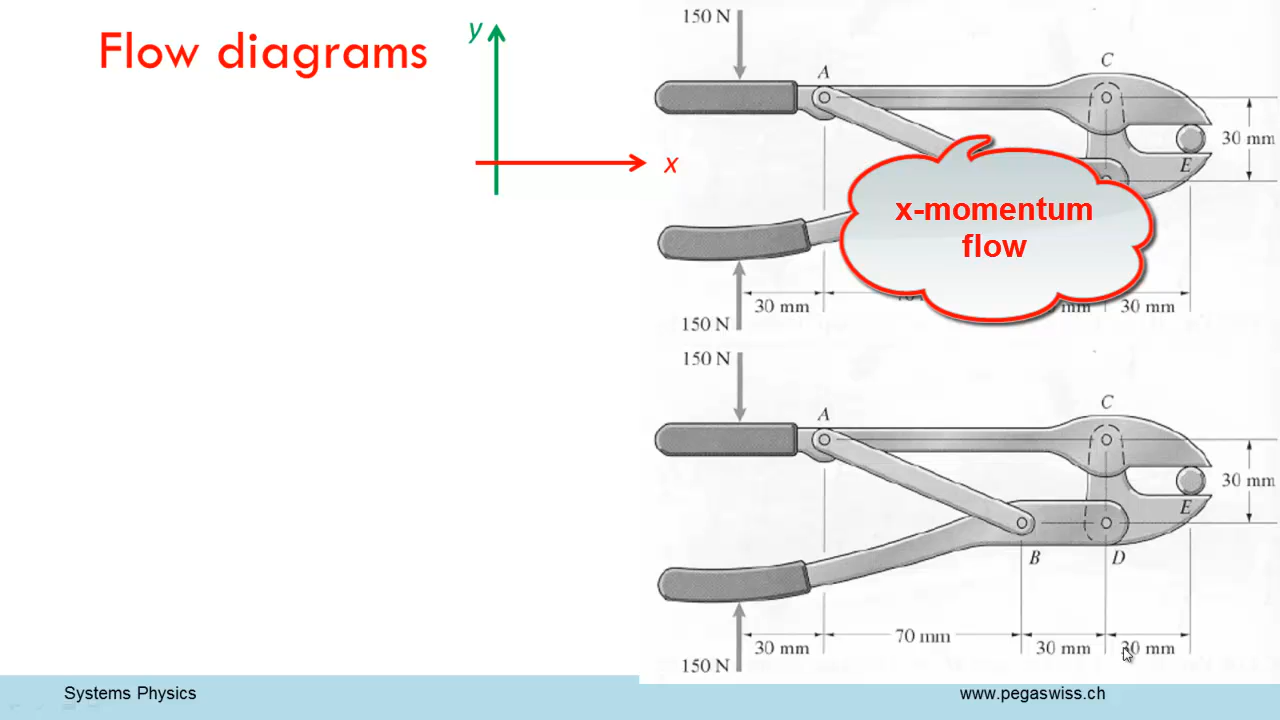 Flow diagrams
y
x
150 N
A
C
30 mm
E
x-momentum
flow
30 mm
mm
30 mm
150 N
150 N
A
C
30 mm
E
B
D
30 mm
70 mm
30 mm
30 mm
150 N
Systems Physics
www.pegaswiss.ch